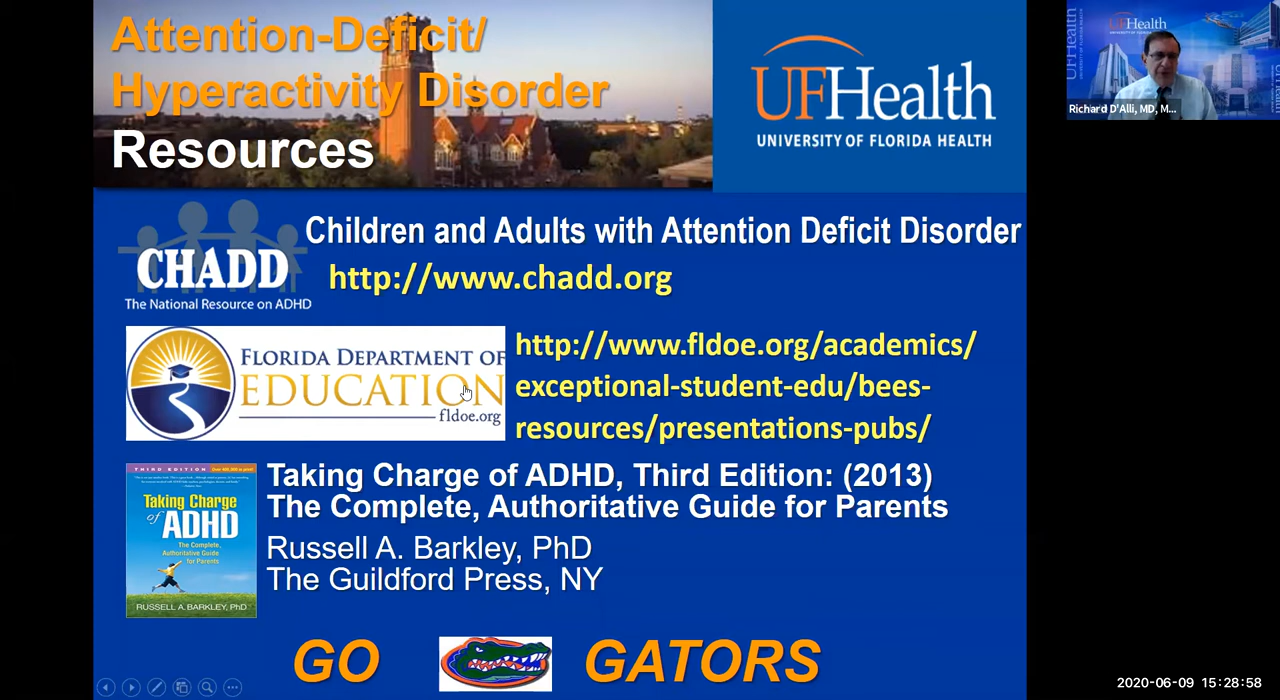 Attention-Deficit/
Hyperactivity Disorder
Resources
UFHealth
UNIVERSITY OF FLORIDA HEALTH
UFHealth
Richard D'Alli, MD, M...
Children and Adults with Attention Deficit Disorder
CHADD
http://www.chadd.org
The National Resource on ADHD
FLORIDA DEPARTMENT OF
EDUCATION
fldoe.org
http://www.fldoe.org/academics/
exceptional-student-edu/bees-
resources/presentations-pubs/
THIRD EDITION
Taking Charge
of ADHD
The Complete,
Authoritative Guide
for Parents
RUSSELL A. BARKLEY, PhD
Taking Charge of ADHD, Third Edition: (2013)
The Complete, Authoritative Guide for Parents
Russell A. Barkley, PhD
The Guildford Press, NY
GO GATORS
2020-06-09 15:28:58